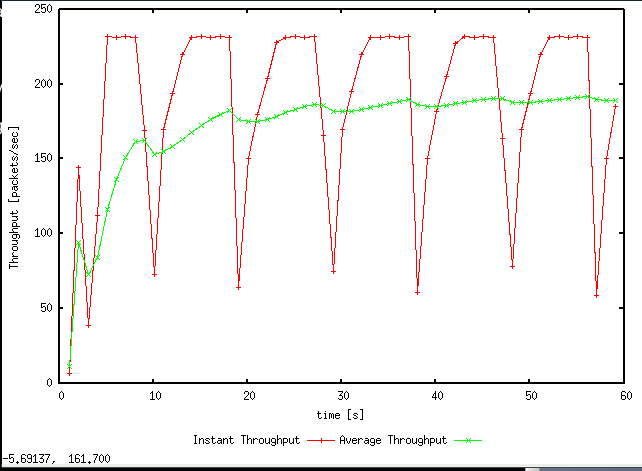 250
200
150
100
50
0
Throughput [packets/sec]
0 10 20 30 40 50 60
time [s]
Instant Throughput Average Throughput
-5.69137, 161.700